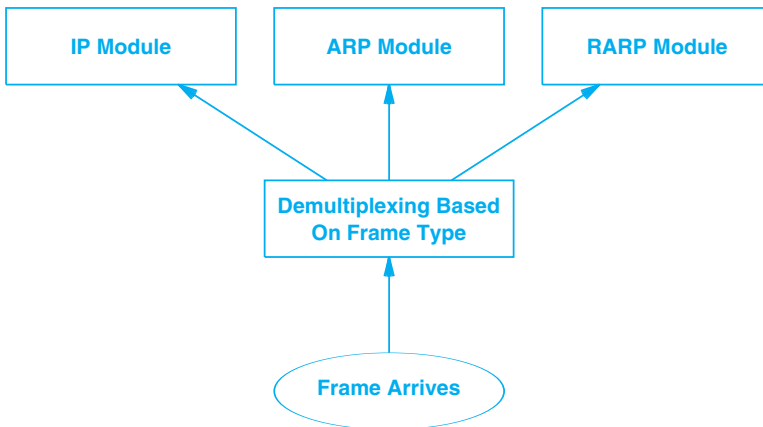 IP Module
ARP Module
RARP Module
Demultiplexing Based
On Frame Type
Frame Arrives